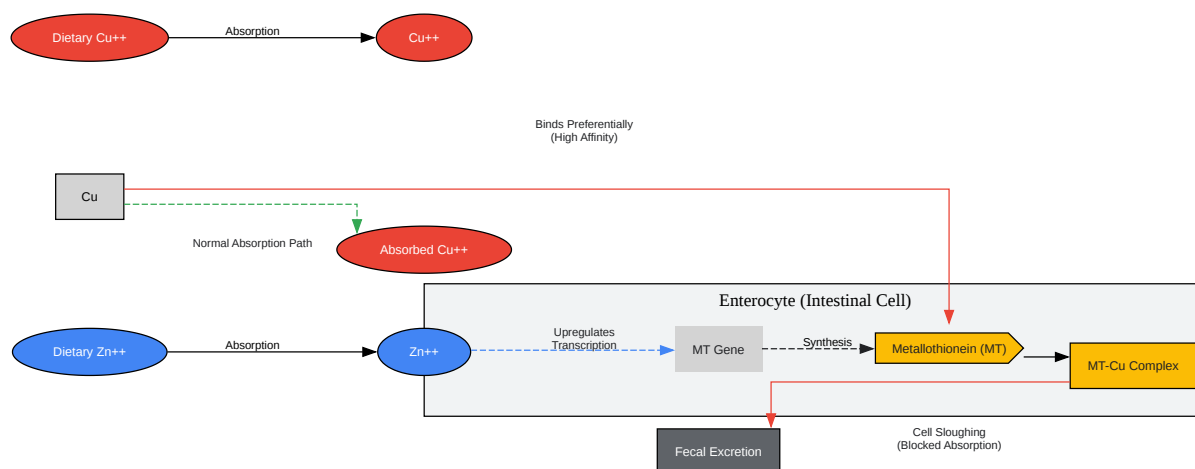 Dietary Cu++
Absorption
Cu++
Binds Preferentially
(High Affinity)
Cu
Normal Absorption Path
Absorbed Cu++
Enterocyte (Intestinal Cell)
Dietary Zn++
Absorption
Zn++
Upregulates
Transcription
MT Gene
Synthesis
Metallothionein (MT)
MT-Cu Complex
Cell Sloughing
(Blocked Absorption)
Fecal Excretion